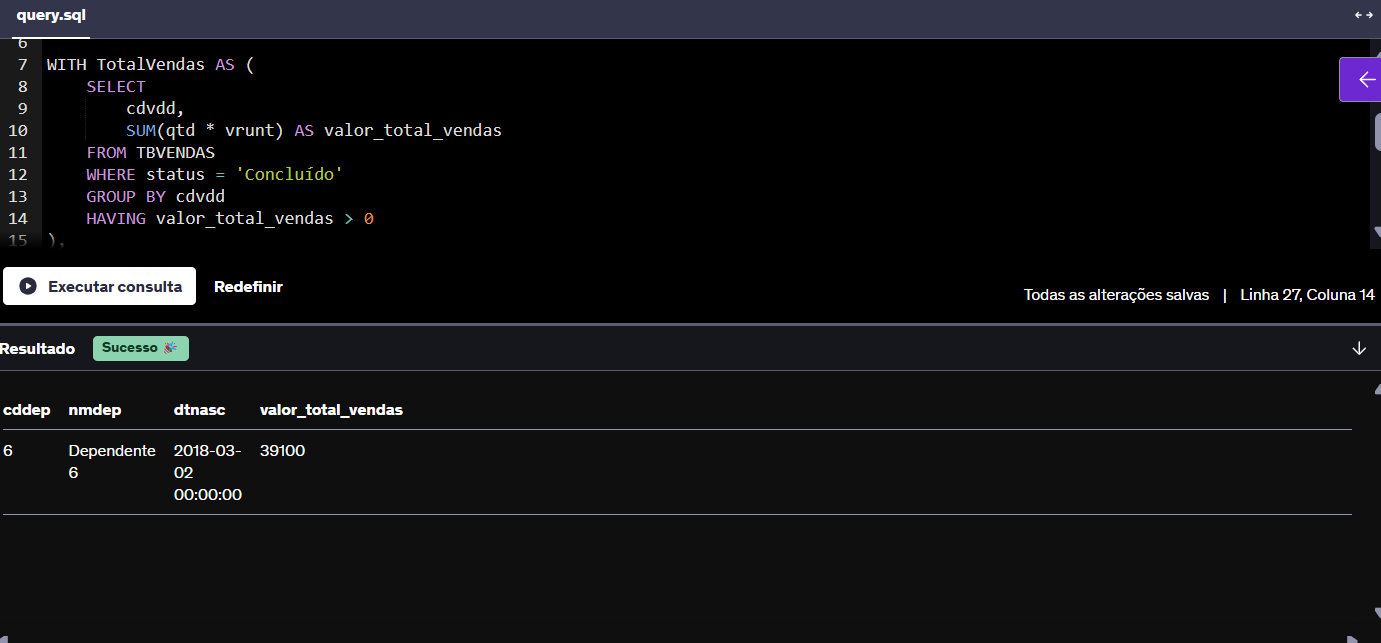 query.sql
6
7 WITH TotalVendas AS (
8 SELECT
9 cdvdd,
10 SUM(qtd * vrunt) AS valor_total_vendas
11 FROM TBVENDAS
12 WHERE status = 'Concluído'
13 GROUP BY cdvdd
14 HAVING valor_total_vendas > 0
15 ),
Executar consulta Redefinir
Todas as alterações salvas | Linha 27, Coluna 14
Resultado Sucesso 🎉
cddep nmdep dtnasc valor_total_vendas
6 Dependente 2018-03- 39100
6 02
00:00:00